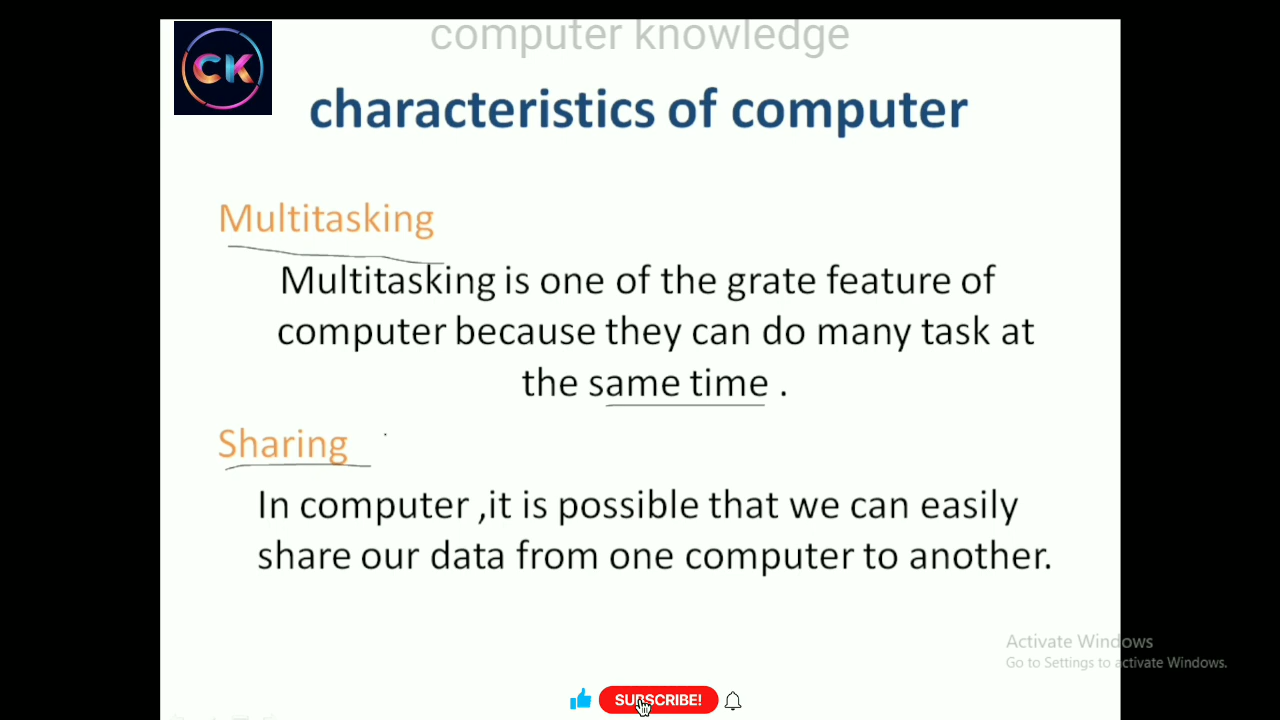 computer knowledge
CK
characteristics of computer
Multitasking
Multitasking is one of the grate feature of
computer because they can do many task at
the same time .
Sharing
In computer ,it is possible that we can easily
share our data from one computer to another.
Activate Windows
Go to Settings to activate Windows.
SUBSCRIBE!